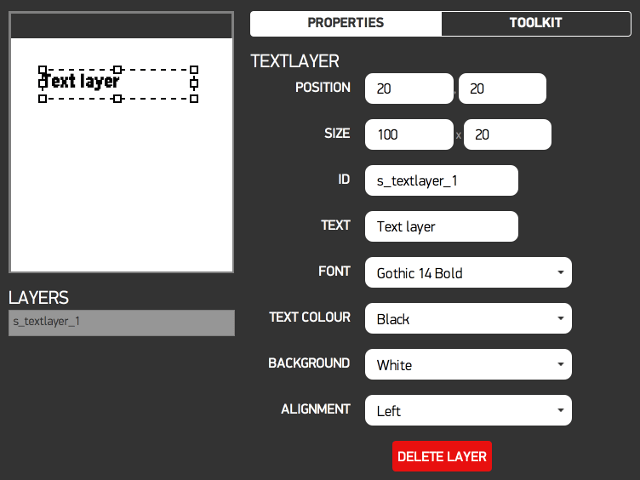 PROPERTIES
TOOLKIT
Text layer
TEXTLAYER
POSITION 20 , 20
SIZE 100 x 20
ID s_textlayer_1
TEXT Text layer
FONT Gothic 14 Bold
TEXT COLOUR Black
BACKGROUND White
ALIGNMENT Left
DELETE LAYER
LAYERS
s_textlayer_1